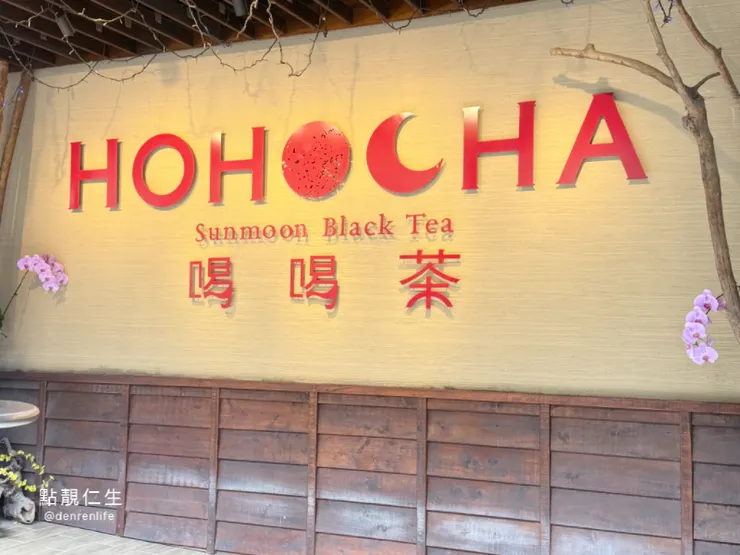 HOHOCHA
Sunmoon Black Tea
喝喝茶
點靚仁生
@denrenlife